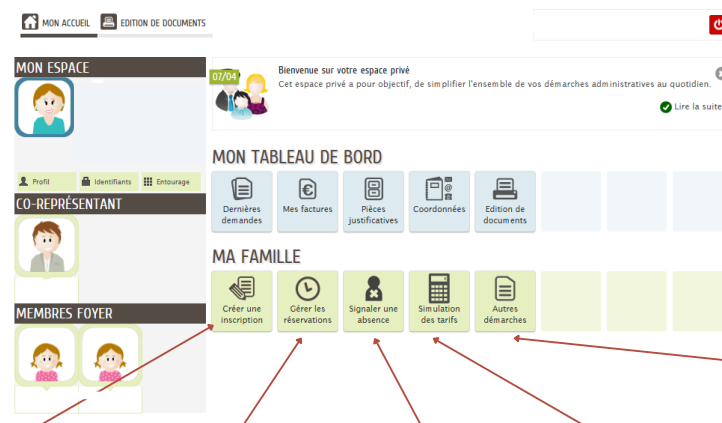 MON ACCUEIL
EDITION DE DOCUMENTS
MON ESPACE
07/04
Bienvenue sur votre espace privé
Cet espace privé a pour objectif, de simplifier l'ensemble de vos démarches administratives au quotidien.
Lire la suite
Profil
Identifiants
Entourage
CO-REPRÉSENTANT
MEMBRES FOYER
MON TABLEAU DE BORD
Dernières
demandes
Mes factures
Pièces
justificatives
Coordonnées
Edition de
documents
MA FAMILLE
Créer une
inscription
Gérer les
réservations
Signaler une
absence
Simulation
des tarifs
Autres
démarches